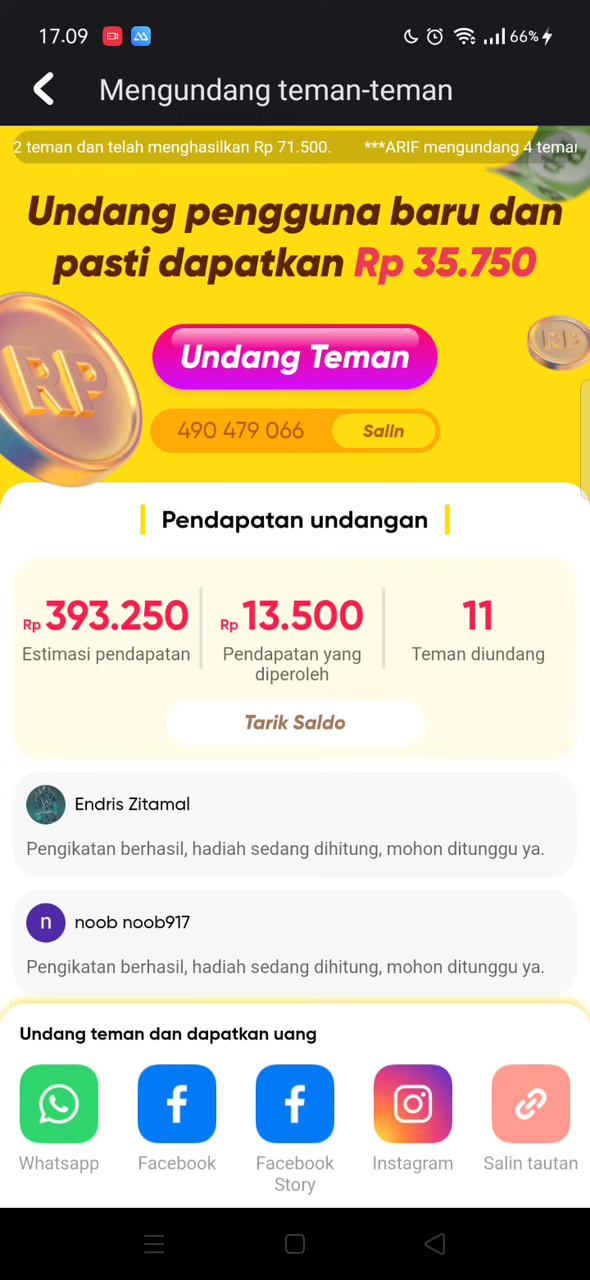 17.09
66%
Mengundang teman-teman
2 teman dan telah menghasilkan Rp 71.500. ***ARIF mengundang 4 teman
Undang pengguna baru dan
pasti dapatkan Rp 35.750
RP
RP
Undang Teman
490 479 066 Salin
Pendapatan undangan
Rp 393.250 Rp 13.500 11
Estimasi pendapatan Pendapatan yang Teman diundang
diperoleh
Tarik Saldo
Endris Zitamal
Pengikatan berhasil, hadiah sedang dihitung, mohon ditunggu ya.
n noob noob917
Pengikatan berhasil, hadiah sedang dihitung, mohon ditunggu ya.
Undang teman dan dapatkan uang
Whatsapp Facebook Facebook Instagram Salin tautan
Story